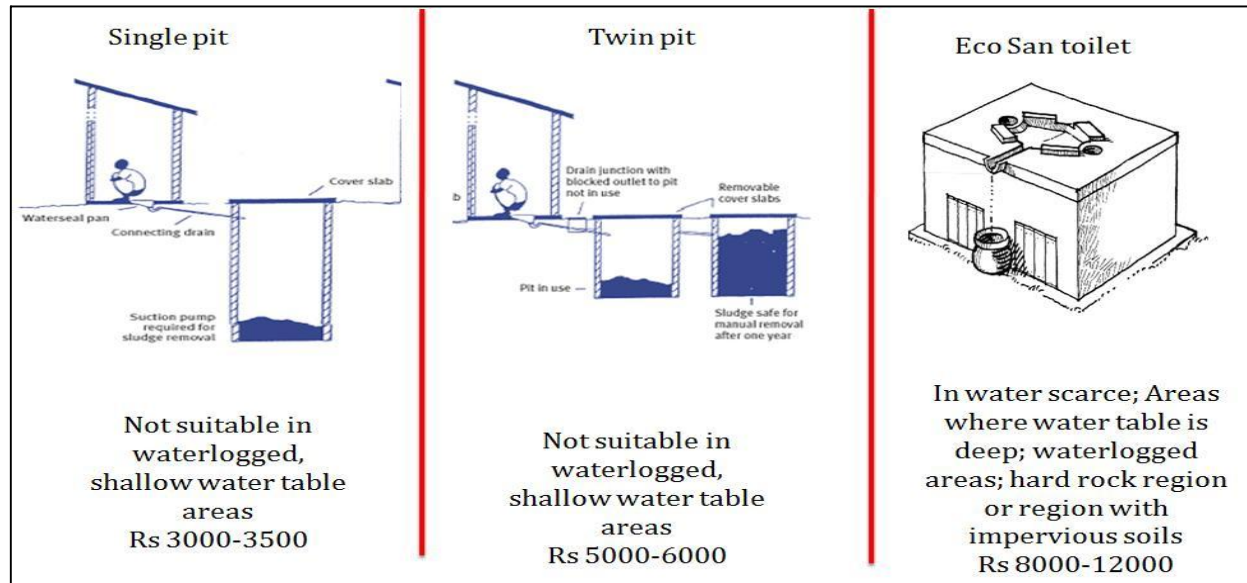 Single pit
Cover slab
Waterseal pan
Connecting drain
Suction pump
required for
sludge removal
Not suitable in
waterlogged,
shallow water table
areas
Rs 3000-3500
Twin pit
Drain junction with
blocked outlet to pit
not in use
Removable
cover slabs
b
Pit in use
Sludge safe for
manual removal
after one year
Not suitable in
waterlogged,
shallow water table
areas
Rs 5000-6000
Eco San toilet
In water scarce; Areas
where water table is
deep; waterlogged
areas; hard rock region
or region with
impervious soils
Rs 8000-12000